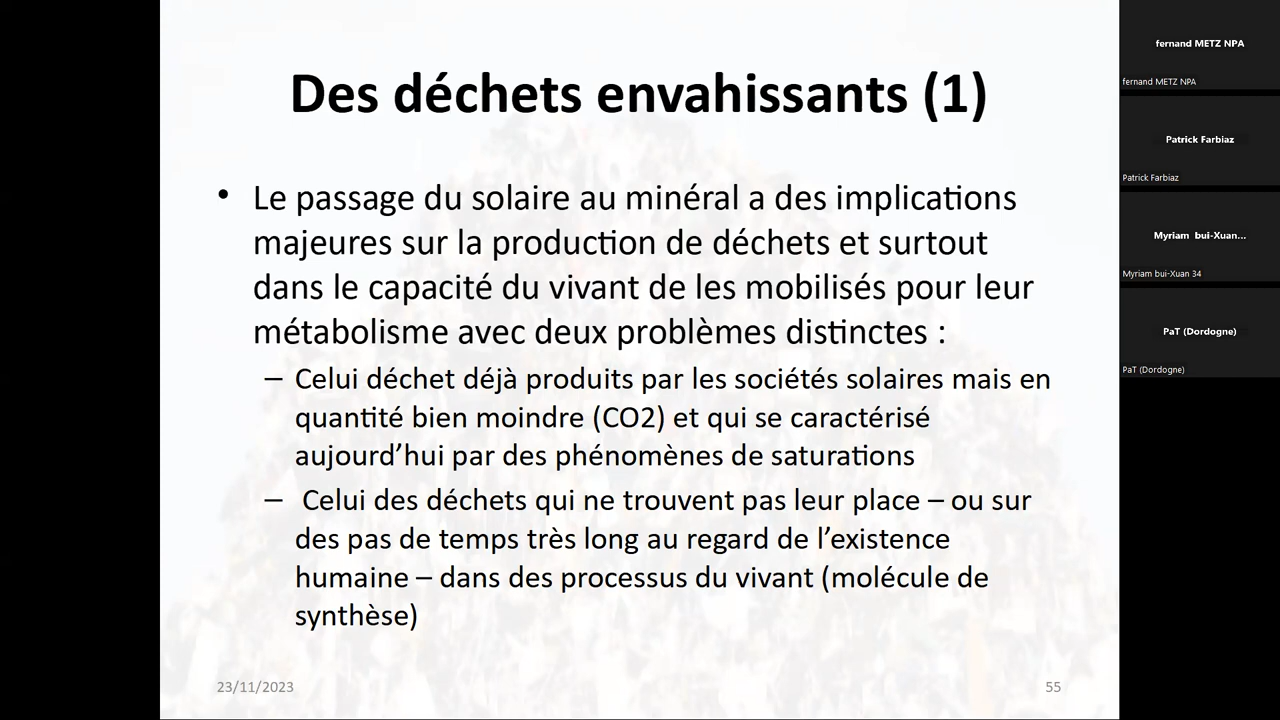 Des déchets envahissants (1)
• Le passage du solaire au minéral a des implications
majeures sur la production de déchets et surtout
dans le capacité du vivant de les mobilisés pour leur
métabolisme avec deux problèmes distinctes :
– Celui déchet déjà produits par les sociétés solaires mais en
quantité bien moindre (CO2) et qui se caractérisé
aujourd’hui par des phénomènes de saturations
– Celui des déchets qui ne trouvent pas leur place – ou sur
des pas de temps très long au regard de l’existence
humaine – dans des processus du vivant (molécule de
synthèse)
23/11/2023
55
fernand METZ NPA
fernand METZ NPA
Patrick Farbiaz
Patrick Farbiaz
Myriam bui-Xuan...
Myriam bui-Xuan 34
PaT (Dordogne)
PaT (Dordogne)